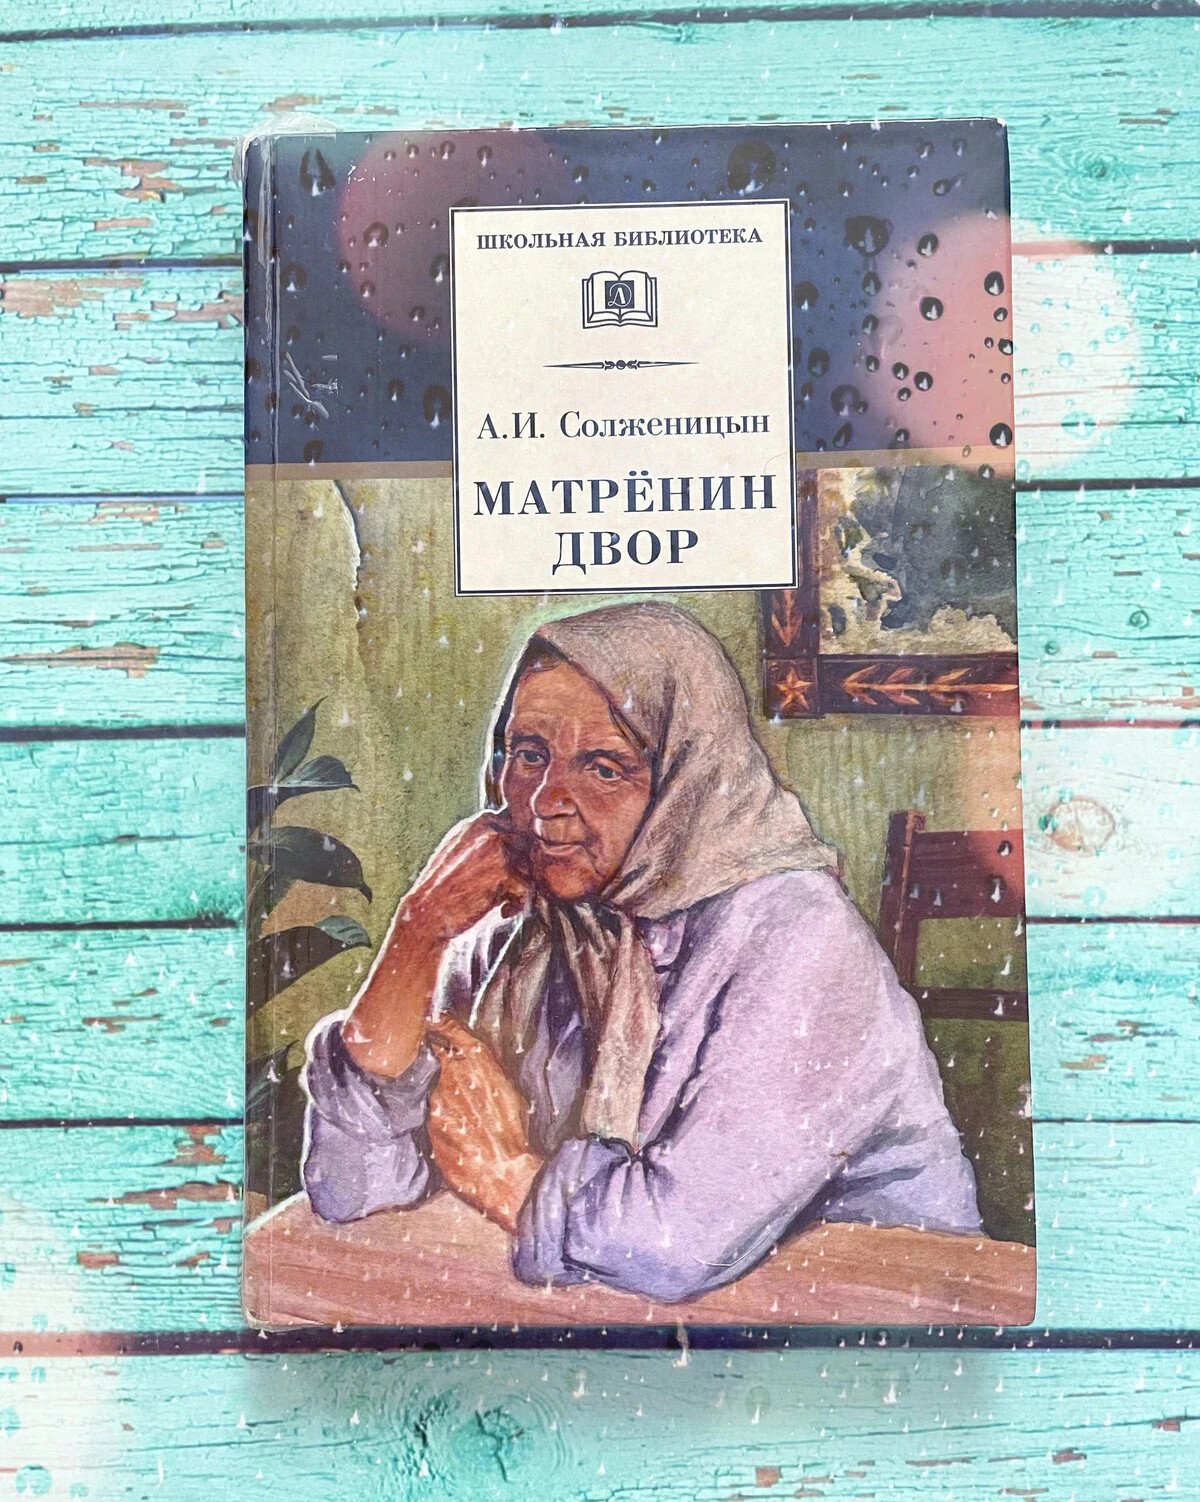 ШКОЛЬНАЯ БИБЛИОТЕКА
Д
А.И. Солженицын
МАТРЁНИН
ДВОР